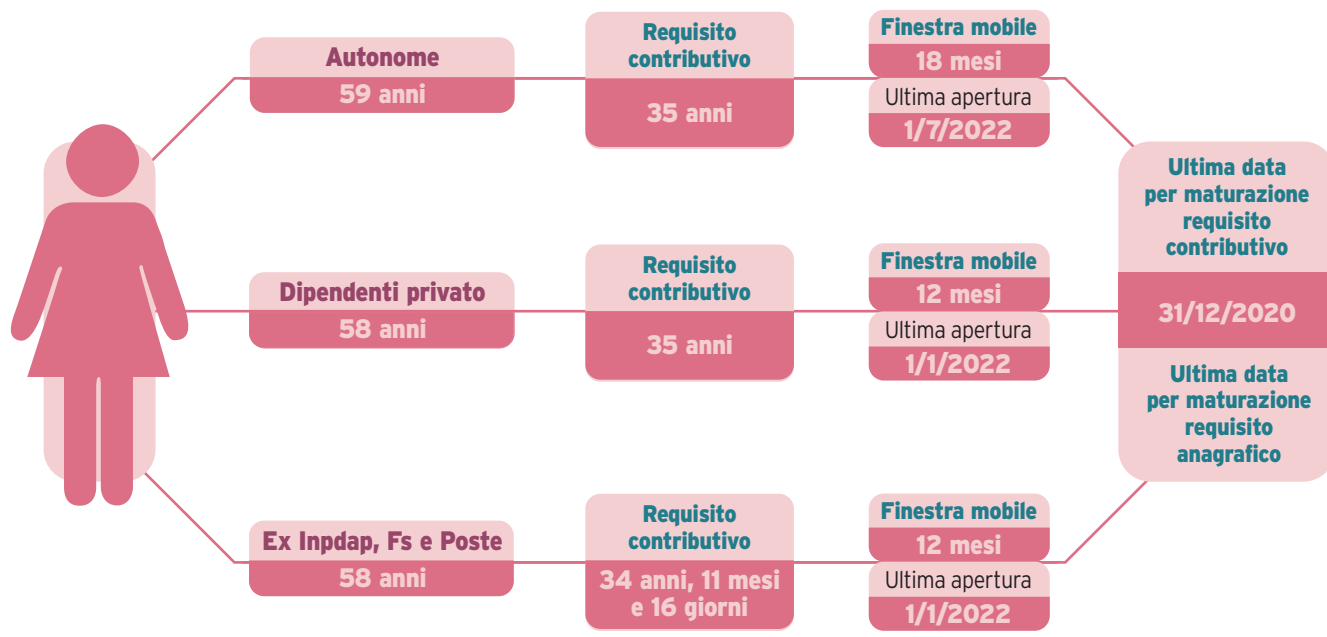 Autonome
59 anni
Requisito
contributivo
35 anni
Finestra mobile
18 mesi
Ultima apertura
1/7/2022
Dipendenti privato
58 anni
Requisito
contributivo
35 anni
Finestra mobile
12 mesi
Ultima apertura
1/1/2022
Ex Inpdap, Fs e Poste
58 anni
Requisito
contributivo
34 anni, 11 mesi
e 16 giorni
Finestra mobile
12 mesi
Ultima apertura
1/1/2022
Ultima data
per maturazione
requisito
contributivo
31/12/2020
Ultima data
per maturazione
requisito
anagrafico